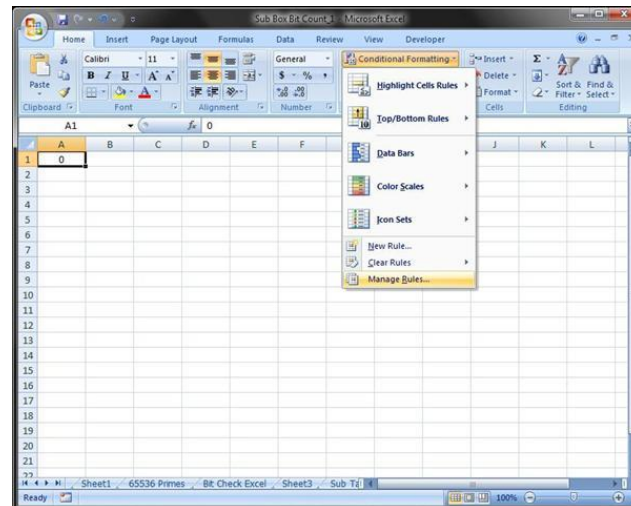 Sub Box Bit Count_1 - Microsoft Excel
Home Insert Page Layout Formulas Data Review View Developer
Paste
Calibri 11
B I U A A
General
$ % ,
Conditional Formatting
Insert
Delete
Format
Σ
Sort & Filter
Find & Select
Clipboard Font Alignment Number Cells Editing
Highlight Cells Rules
Top/Bottom Rules
Data Bars
Color Scales
Icon Sets
New Rule...
Clear Rules
Manage Rules...
A1 fx 0
A B C D E F J K L
1 0
2
3
4
5
6
7
8
9
10
11
12
13
14
15
16
17
18
19
20
21
22
Sheet1 65536 Primes Bit Check Excel Sheet3 Sub Ta
Ready 100%